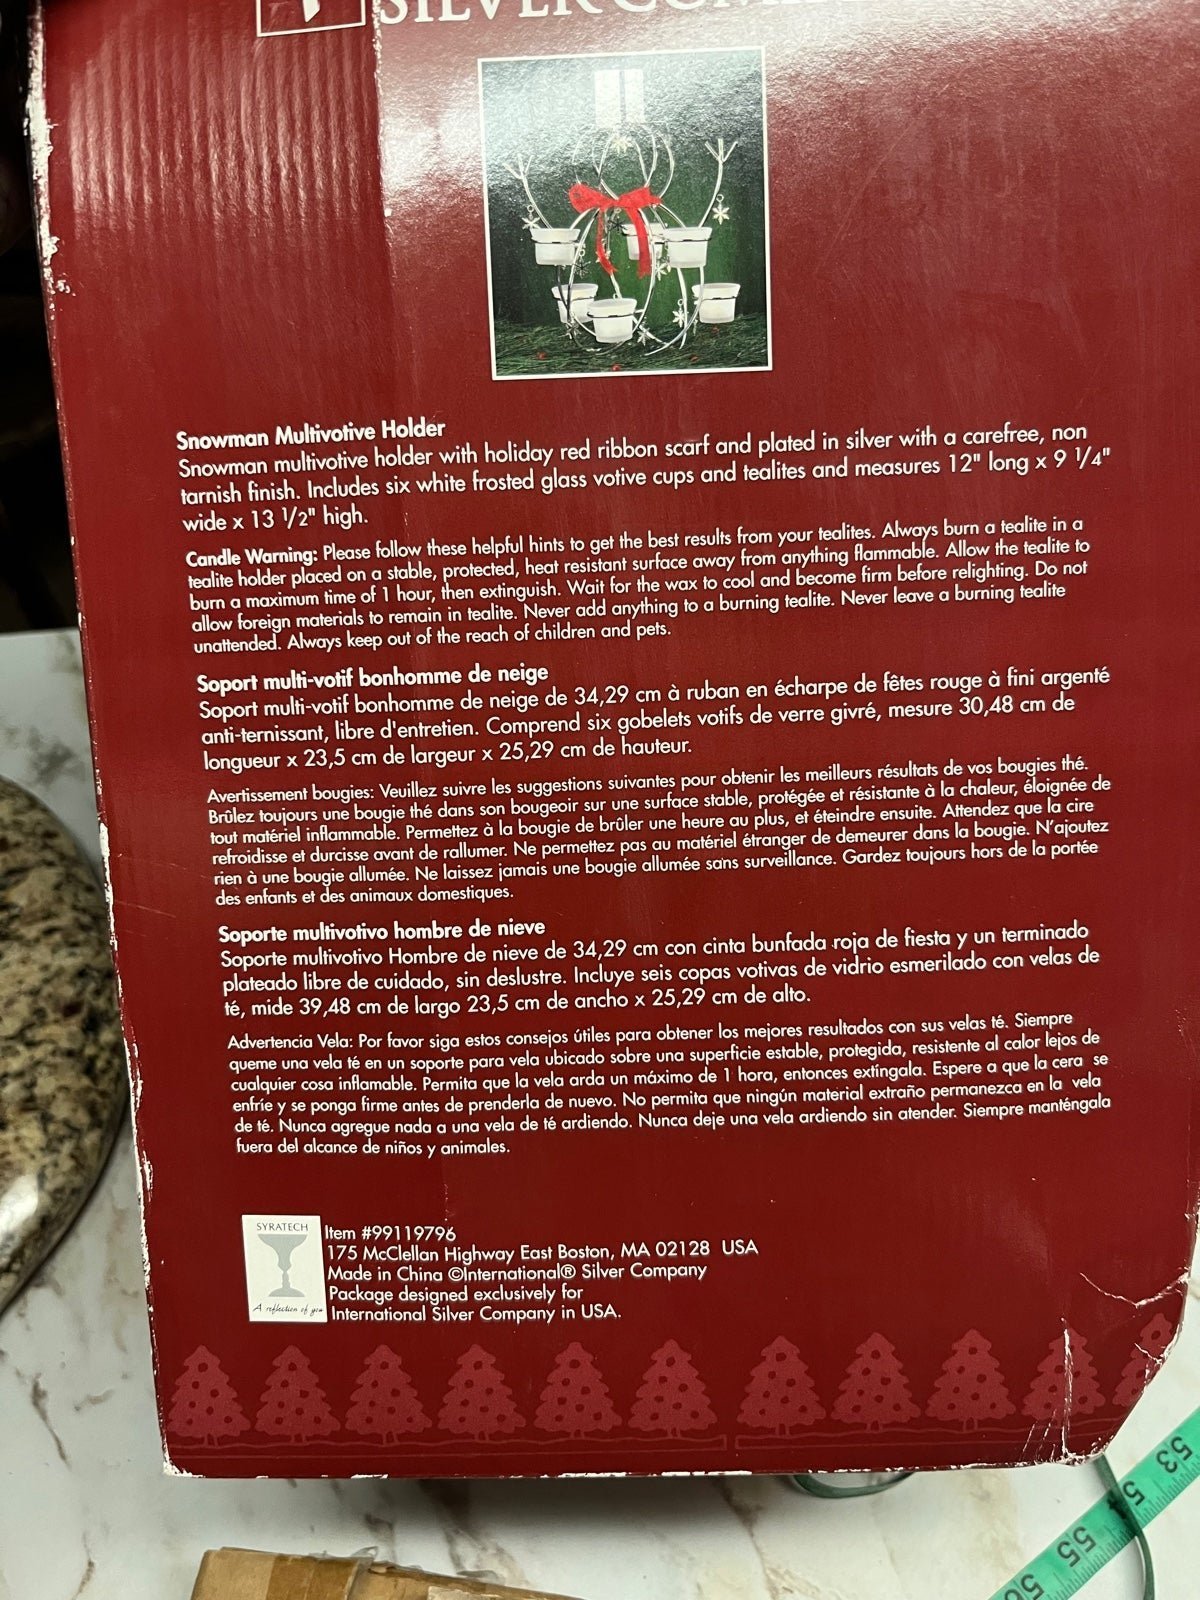 SILVER COMP
Snowman Multivotive Holder
Snowman multivotive holder with holiday red ribbon scarf and plated in silver with a carefree, non
tarnish finish. Includes six white frosted glass votive cups and tealites and measures 12" long x 9 1/4"
wide x 13 1/2" high.
Candle Warning: Please follow these helpful hints to get the best results from your tealites. Always burn a tealite in a
tealite holder placed on a stable, protected, heat resistant surface away from anything flammable. Allow the tealite to
burn a maximum time of 1 hour, then extinguish. Wait for the wax to cool and become firm before relighting. Do not
allow foreign materials to remain in tealite. Never add anything to a burning tealite. Never leave a burning tealite
unattended. Always keep out of the reach of children and pets.
Soport multi-votif bonhomme de neige
Soport multi-votif bonhomme de neige de 34,29 cm à ruban en écharpe de fêtes rouge à fini argenté
anti-ternissant, libre d'entretien. Comprend six gobelets votifs de verre givré, mesure 30,48 cm de
longueur x 23,5 cm de largeur x 25,29 cm de hauteur.
Avertissement bougies: Veuillez suivre les suggestions suivantes pour obtenir les meilleurs résultats de vos bougies thé.
Brûlez toujours une bougie thé dans son bougeoir sur une surface stable, protégée et résistante à la chaleur, éloignée de
tout matériel inflammable. Permettez à la bougie de brûler une heure au plus, et éteindre ensuite. Attendez que la cire
refroidisse et durcisse avant de rallumer. Ne permettez pas au matériel étranger de demeurer dans la bougie. N'ajoutez
rien à une bougie allumée. Ne laissez jamais une bougie allumée sans surveillance. Gardez toujours hors de la portée
des enfants et des animaux domestiques.
Soporte multivotivo hombre de nieve
Soporte multivotivo Hombre de nieve de 34,29 cm con cinta bunfada roja de fiesta y un terminado
plateado libre de cuidado, sin deslustre. Incluye seis copas votivas de vidrio esmerilado con velas de
té, mide 39,48 cm de largo 23,5 cm de ancho x 25,29 cm de alto.
Advertencia Vela: Por favor siga estos consejos útiles para obtener los mejores resultados con sus velas té. Siempre
queme una vela té en un soporte para vela ubicado sobre una superficie estable, protegida, resistente al calor lejos de
cualquier cosa inflamable. Permita que la vela arda un máximo de 1 hora, entonces extíngala. Espere a que la cera se
enfríe y se ponga firme antes de prenderla de nuevo. No permita que ningún material extraño permanezca en la vela
de té. Nunca agregue nada a una vela de té ardiendo. Nunca deje una vela ardiendo sin atender. Siempre manténgala
fuera del alcance de niños y animales.
SYRATECH
A reflection of you
Item #99119796
175 McClellan Highway East Boston, MA 02128 USA
Made in China ©International® Silver Company
Package designed exclusively for
International Silver Company in USA.
53
54
55
56